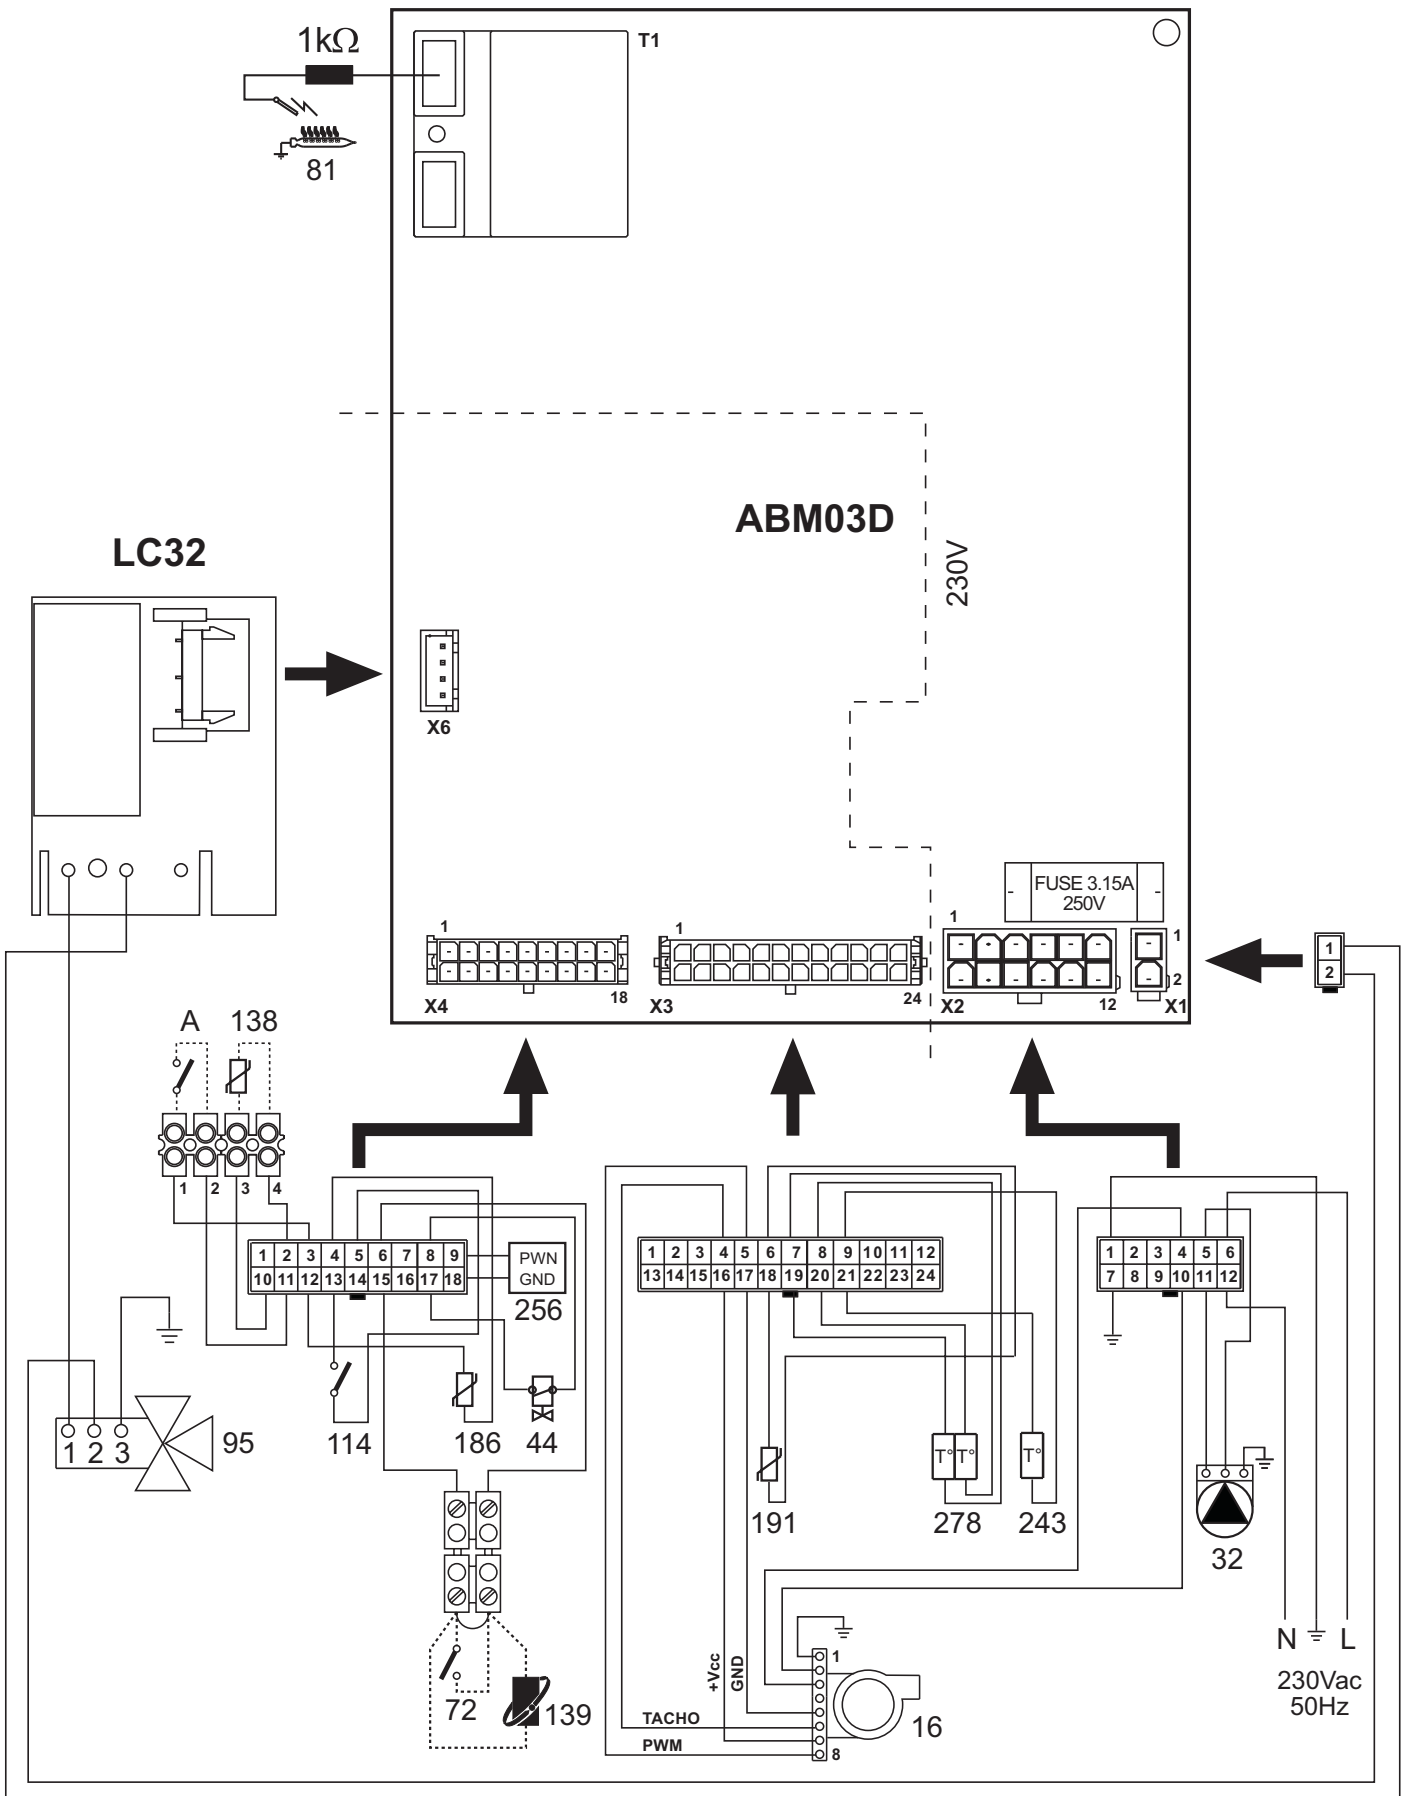 1kΩ
T1
81
ABM03D
230V
LC32
X6
FUSE 3.15A
250V
1
1
1
1
2
X4
18
X3
24
X2
12
X1
1
2
A
138
1
2
3
4
1 2 3 4 5 6 7 8 9
10 11 12 13 14 15 16 17 18
PWN
GND
256
1 2 3 4 5 6 7 8 9 10 11 12
13 14 15 16 17 18 19 20 21 22 23 24
1 2 3 4 5 6
7 8 9 10 11 12
1 2 3
95
114
186
44
T° T°
T°
191
278
243
32
N
L
230Vac
50Hz
72
139
+Vcc
GND
TACHO
PWM
1
8
16